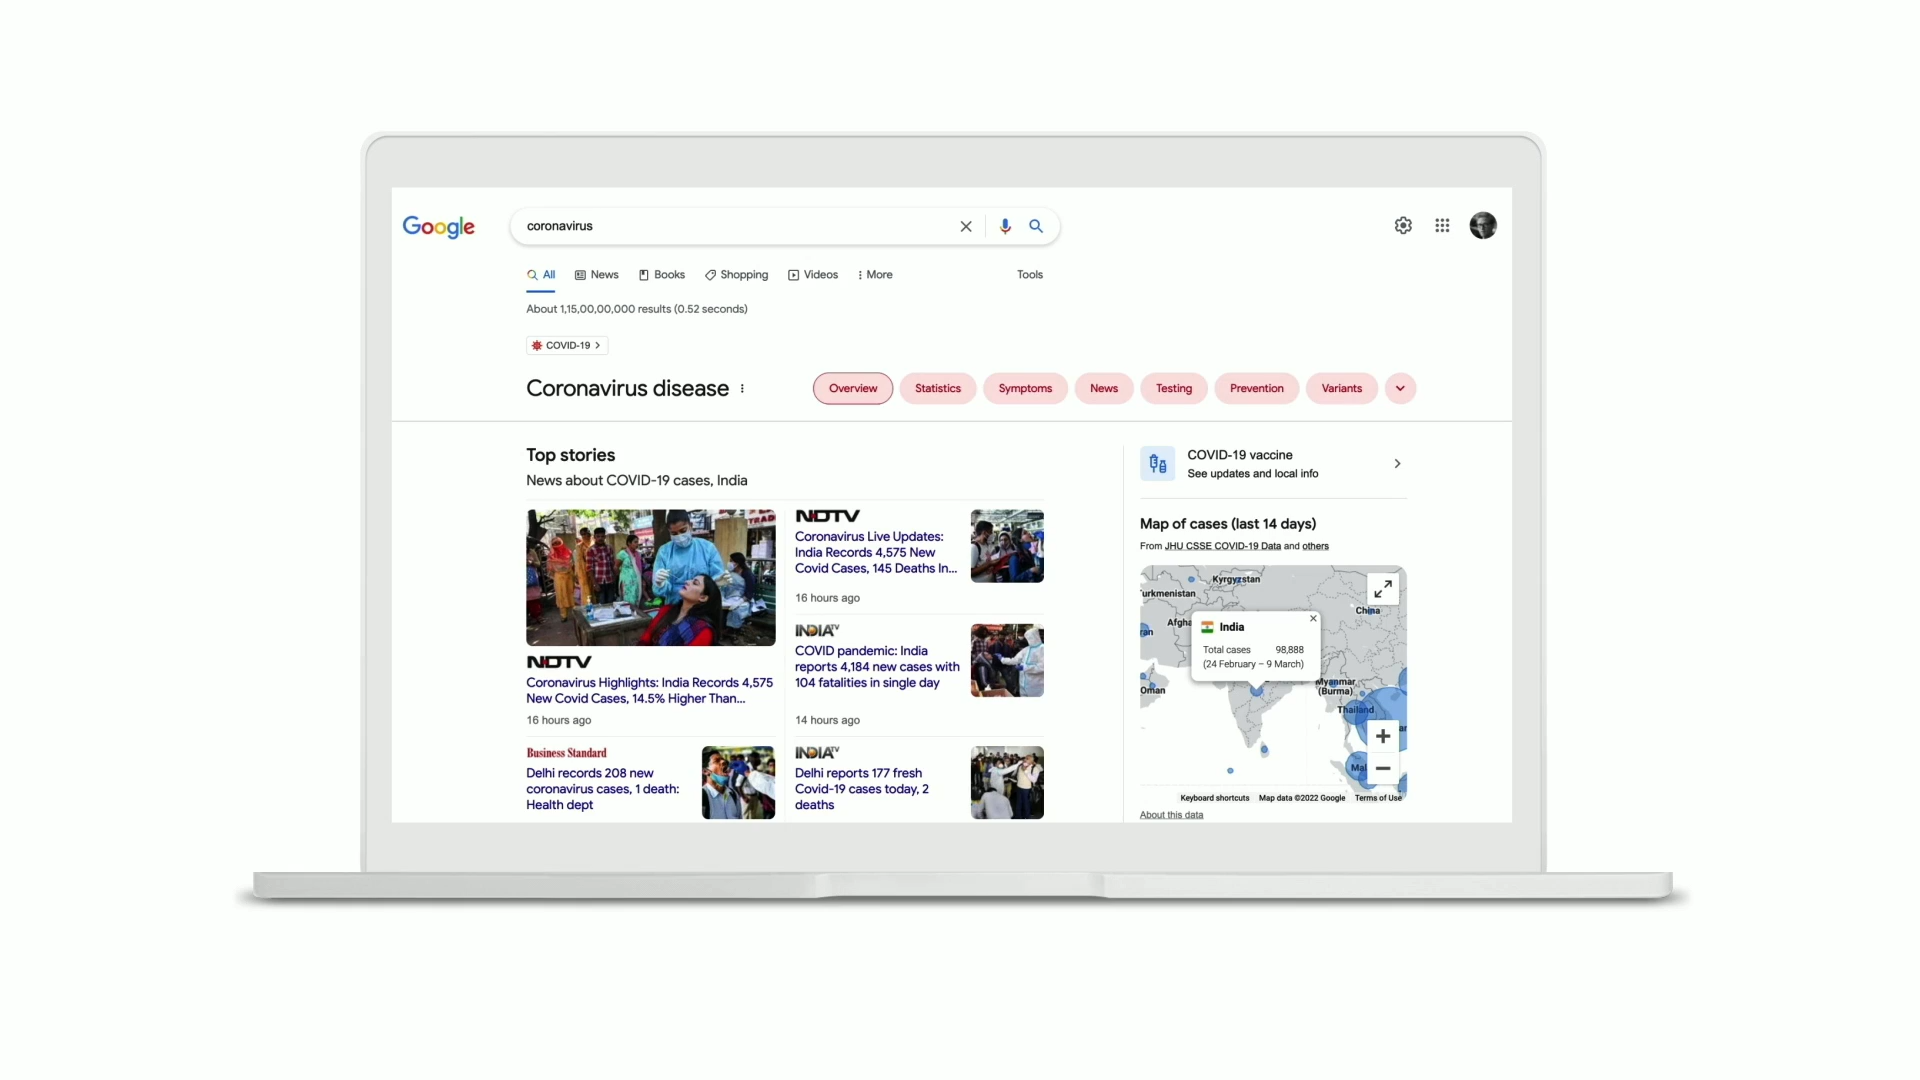 Google
coronavirus
All
News
Books
Shopping
Videos
More
Tools
About 1,15,00,00,000 results (0.52 seconds)
COVID-19
Coronavirus disease
Overview
Statistics
Symptoms
News
Testing
Prevention
Variants
Top stories
News about COVID-19 cases, India
NDTV
Coronavirus Highlights: India Records 4,575
New Covid Cases, 14.5% Higher Than...
16 hours ago
NDTV
Coronavirus Live Updates:
India Records 4,575 New
Covid Cases, 145 Deaths In...
16 hours ago
INDIA TV
COVID pandemic: India
reports 4,184 new cases with
104 fatalities in single day
14 hours ago
Business Standard
Delhi records 208 new
coronavirus cases, 1 death:
Health dept
INDIA TV
Delhi reports 177 fresh
Covid-19 cases today, 2
deaths
COVID-19 vaccine
See updates and local info
Map of cases (last 14 days)
From JHU CSSE COVID-19 Data and others
Kyrgyzstan
urkmenistan
China
Afgha
ran
India
Total cases 98,888
(24 February – 9 March)
Oman
Myanmar
(Burma)
Thailand
Mal
Keyboard shortcuts Map data ©2022 Google Terms of Use
About this data